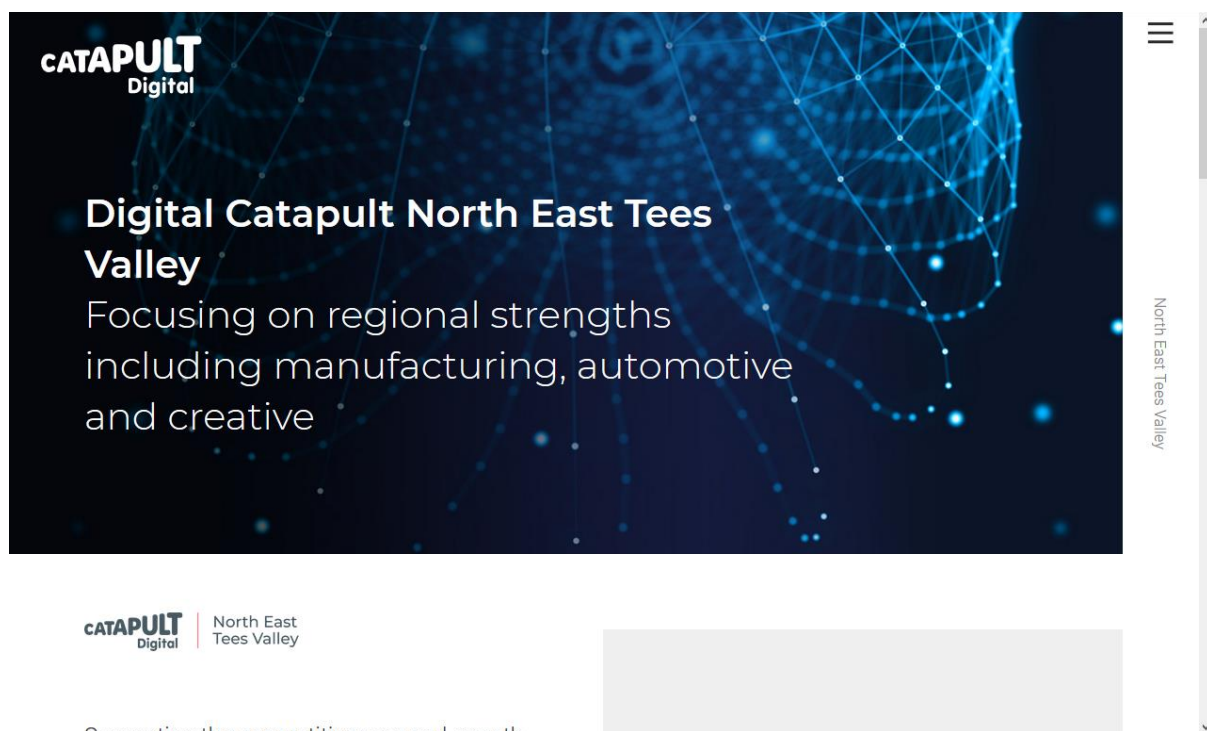 CATAPULT
Digital
Digital Catapult North East Tees
Valley
Focusing on regional strengths
including manufacturing, automotive
and creative
North East Tees Valley
CATAPULT
Digital
North East
Tees Valley